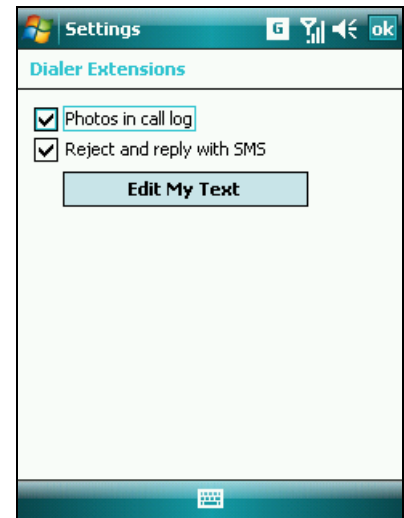 Settings G ok
Dialer Extensions
Photos in call log
Reject and reply with SMS
Edit My Text